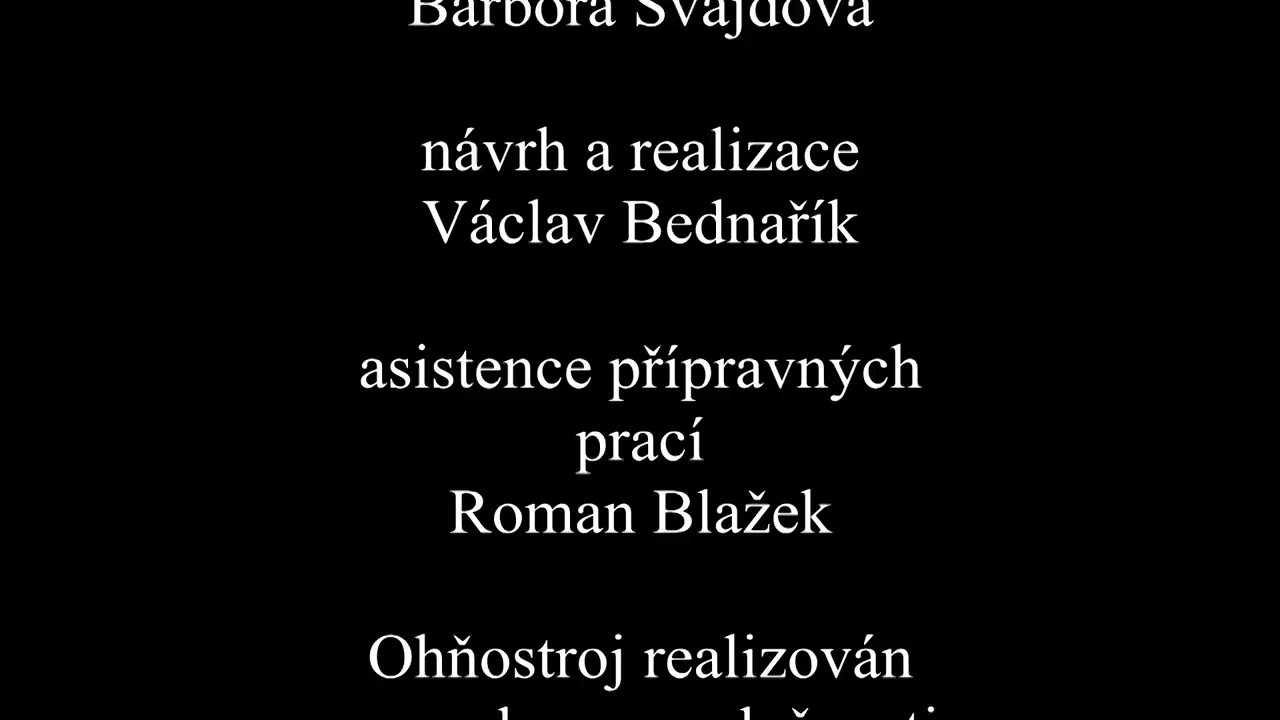 Barbora Švajdová
návrh a realizace
Václav Bednařík
asistence přípravných
prací
Roman Blažek
Ohňostroj realizován